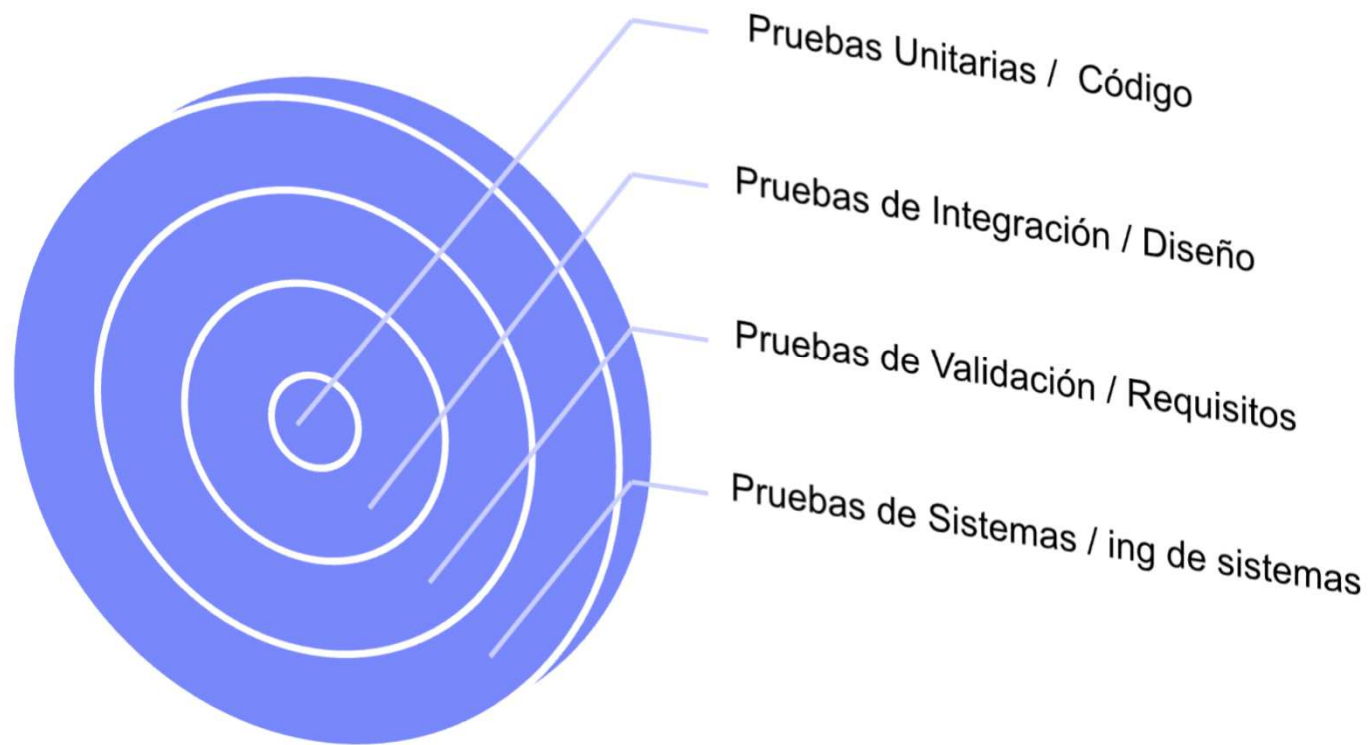 Pruebas Unitarias / Código
Pruebas de Integración / Diseño
Pruebas de Validación / Requisitos
Pruebas de Sistemas / ing de sistemas